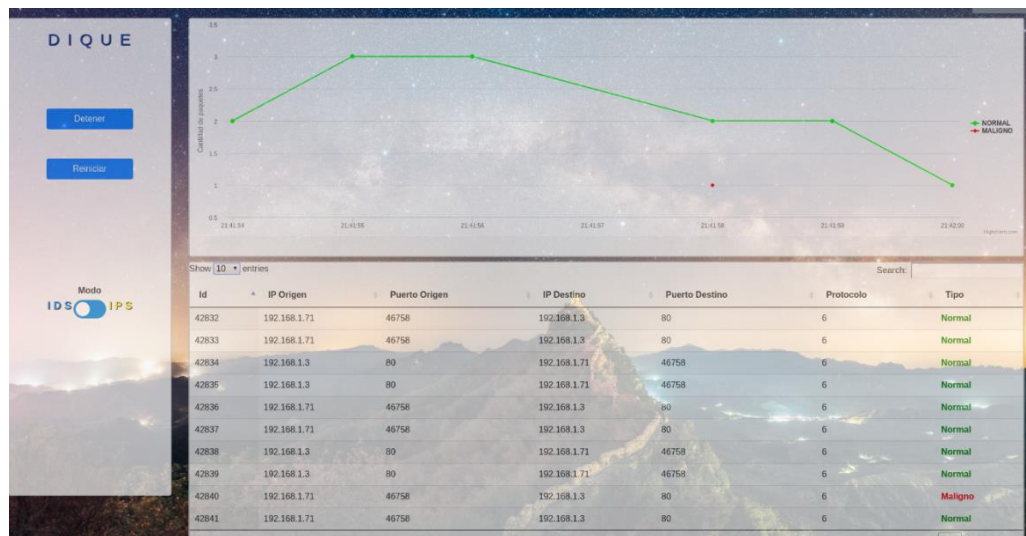 DIQUE
Detener
Reiniciar
Modo
IDS IPS
3.5
3
2.5
2
1.5
1
0.5
Cantidad de paquetes
21:41:54 21:41:55 21:41:56 21:41:57 21:41:58 21:41:59 21:42:00
NORMAL
MALIGNO
Highcharts.com
Show 10 entries
Search:
Id IP Origen Puerto Origen IP Destino Puerto Destino Protocolo Tipo
42832 192.168.1.71 46758 192.168.1.3 80 6 Normal
42833 192.168.1.71 46758 192.168.1.3 80 6 Normal
42834 192.168.1.3 80 192.168.1.71 46758 6 Normal
42835 192.168.1.3 80 192.168.1.71 46758 6 Normal
42836 192.168.1.71 46758 192.168.1.3 80 6 Normal
42837 192.168.1.71 46758 192.168.1.3 80 6 Normal
42838 192.168.1.3 80 192.168.1.71 46758 6 Normal
42839 192.168.1.3 80 192.168.1.71 46758 6 Normal
42840 192.168.1.71 46758 192.168.1.3 80 6 Maligno
42841 192.168.1.71 46758 192.168.1.3 80 6 Normal